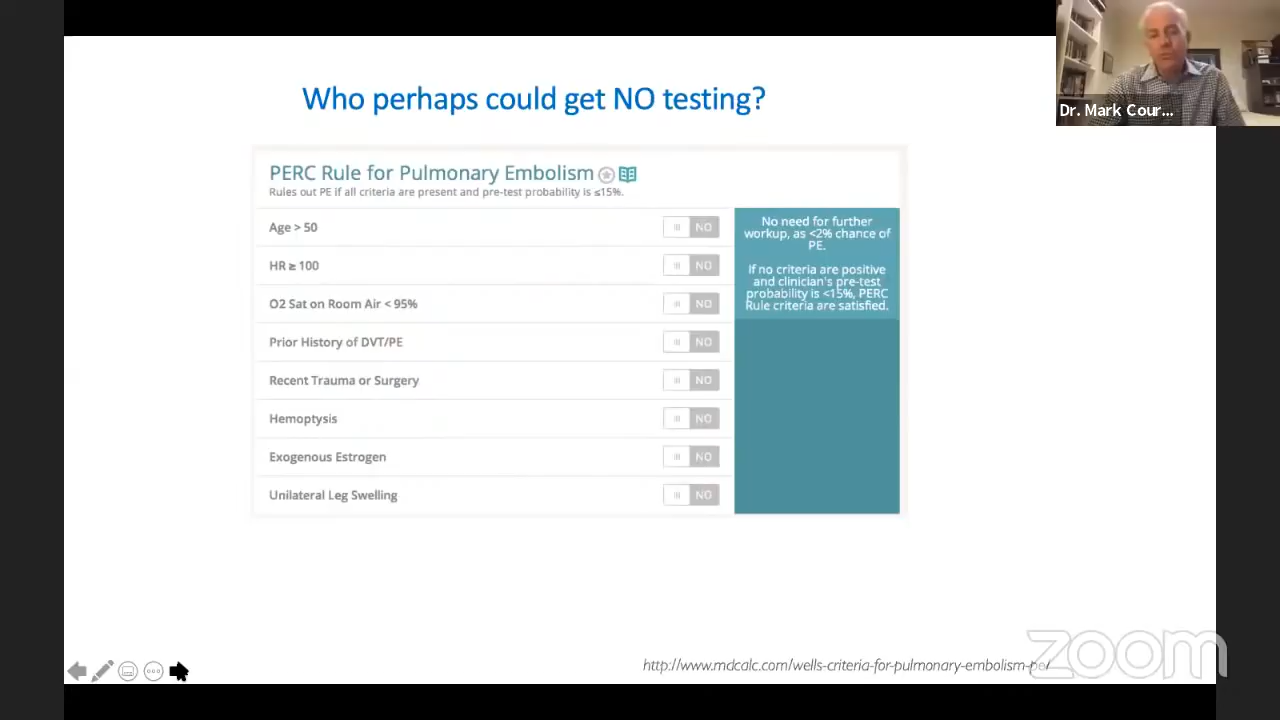 Who perhaps could get NO testing?
Dr. Mark Cour...
PERC Rule for Pulmonary Embolism
Rules out PE if all criteria are present and pre-test probability is ≤15%.
Age > 50 NO
HR ≥ 100 NO
O2 Sat on Room Air < 95% NO
Prior History of DVT/PE NO
Recent Trauma or Surgery NO
Hemoptysis NO
Exogenous Estrogen NO
Unilateral Leg Swelling NO
No need for further
workup, as <2% chance of
PE.
If no criteria are positive
and clinician's pre-test
probability is <15%, PERC
Rule criteria are satisfied.
http://www.mdcalc.com/wells-criteria-for-pulmonary-embolism-pe/
zoom